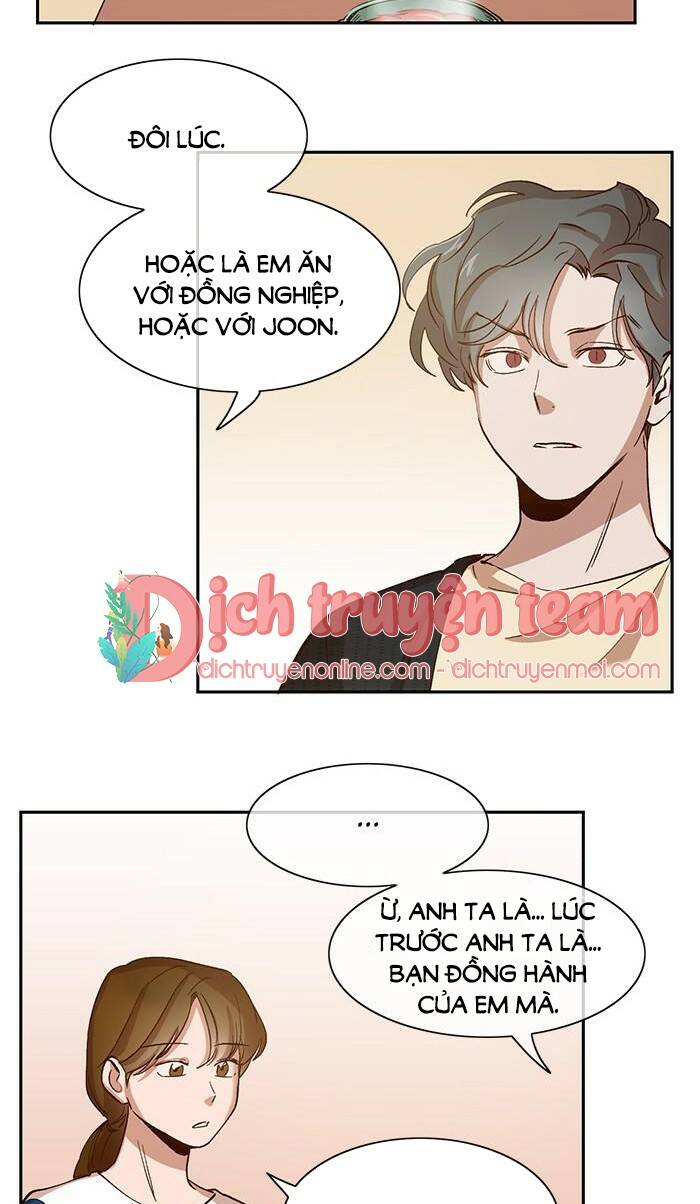 ĐÔI LÚC.
HOẶC LÀ EM ĂN
VỚI ĐỒNG NGHIỆP,
HOẶC VỚI JOON.
Dịch truyện team
DICHTRUYENONLINE.COM - DICHTRUYENMOI.COM
...
Ừ, ANH TA LÀ... LÚC
TRƯỚC ANH TA LÀ...
BẠN ĐỒNG HÀNH
CỦA EM MÀ.